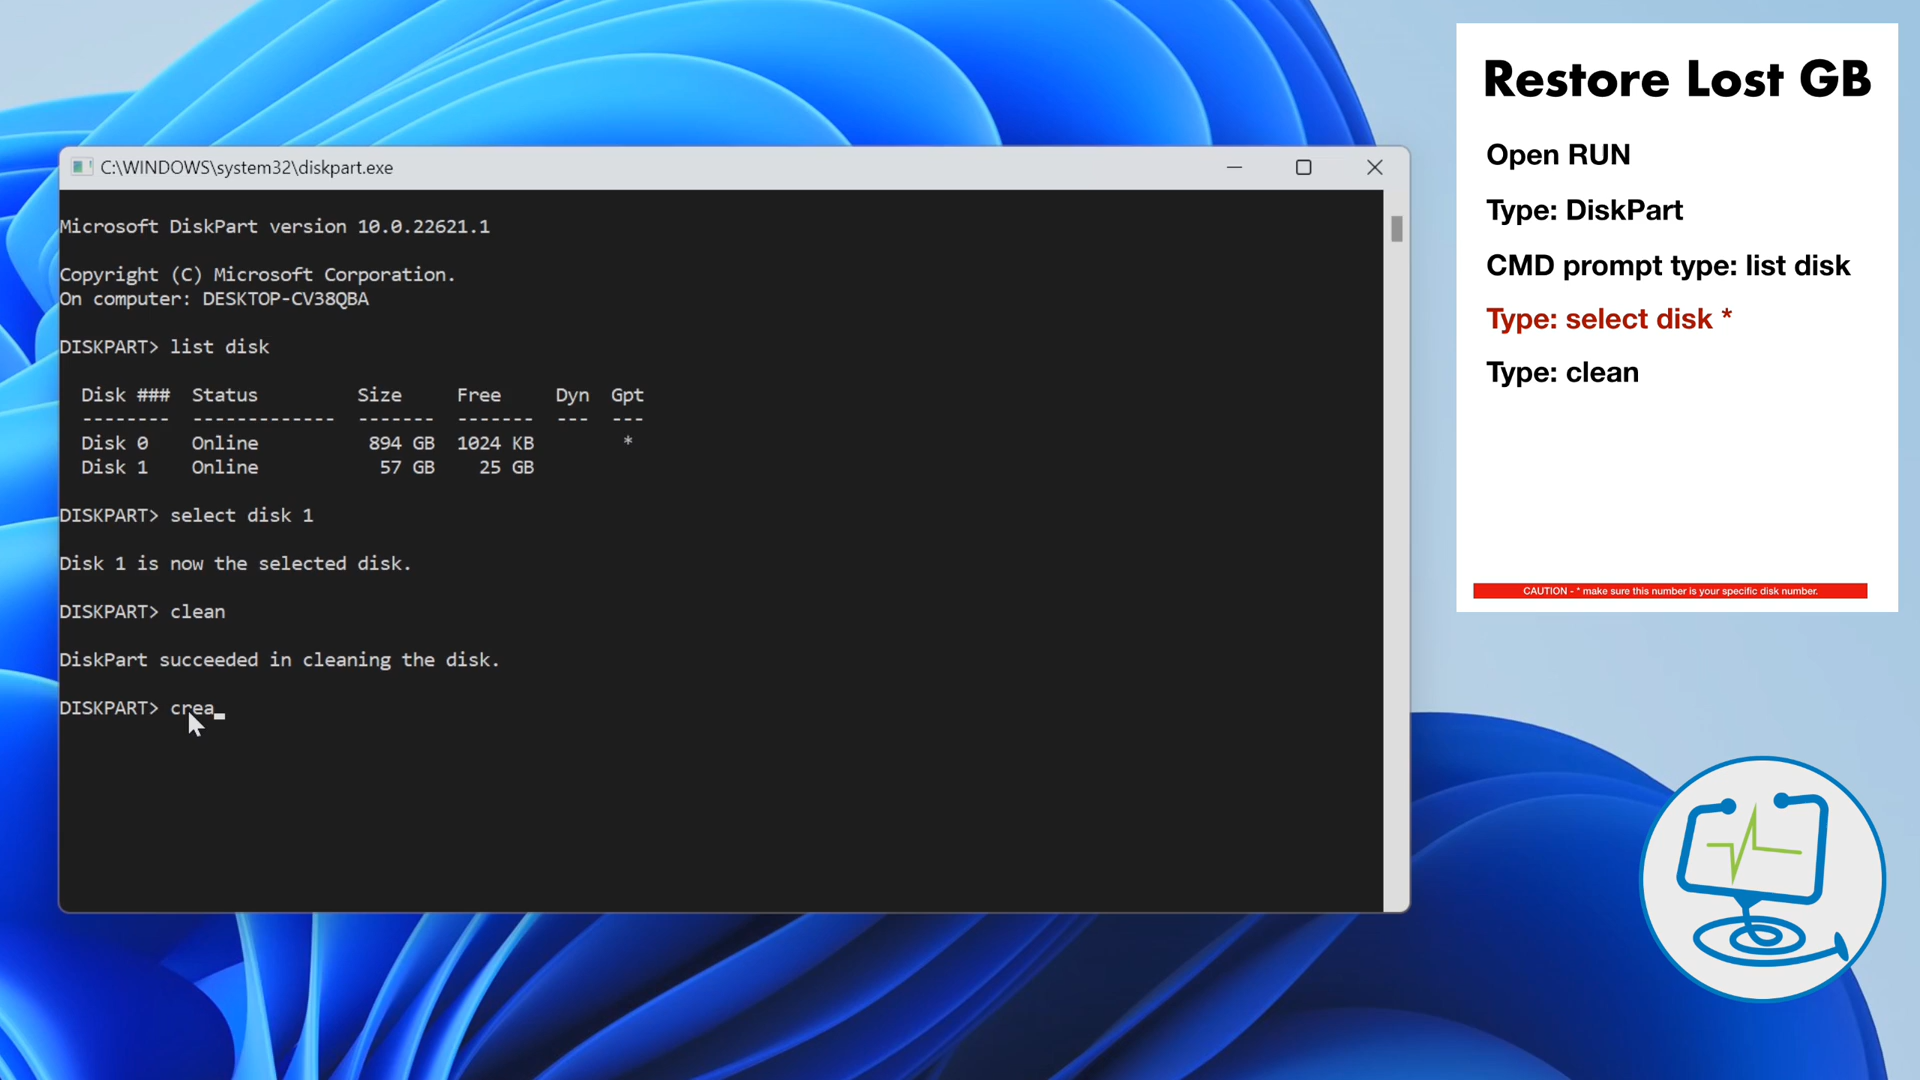 C:\WINDOWS\system32\diskpart.exe
Microsoft DiskPart version 10.0.22621.1
Copyright (C) Microsoft Corporation.
On computer: DESKTOP-CV38QBA
DISKPART> list disk
Disk ### Status Size Free Dyn Gpt
-------- ------------- ------- ------- --- ---
Disk 0 Online 894 GB 1024 KB *
Disk 1 Online 57 GB 25 GB
DISKPART> select disk 1
Disk 1 is now the selected disk.
DISKPART> clean
DiskPart succeeded in cleaning the disk.
DISKPART> crea_
Restore Lost GB
Open RUN
Type: DiskPart
CMD prompt type: list disk
Type: select disk *
Type: clean
CAUTION - * make sure this number is your specific disk number.